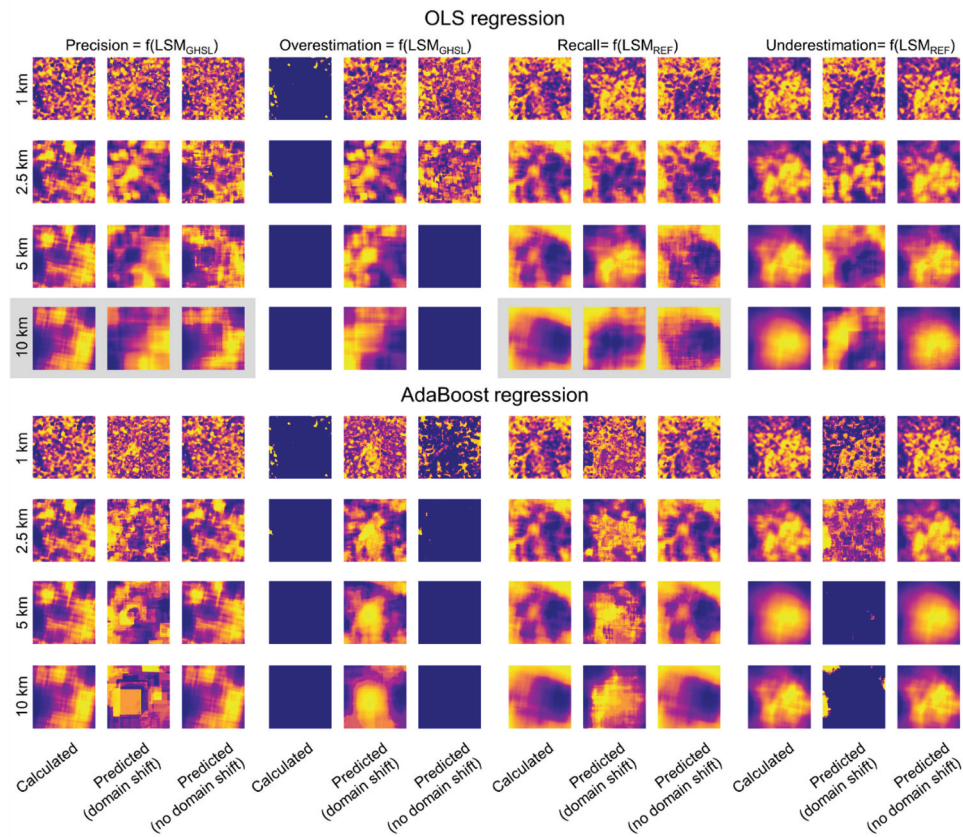 OLS regression
Precision = f(LSM_GHSL) Overestimation = f(LSM_GHSL) Recall= f(LSM_REF) Underestimation= f(LSM_REF)
1 km
2.5 km
5 km
10 km
AdaBoost regression
1 km
2.5 km
5 km
10 km
Calculated
Predicted
(domain shift)
Predicted
(no domain shift)
Calculated
Predicted
(domain shift)
Predicted
(no domain shift)
Calculated
Predicted
(domain shift)
Predicted
(no domain shift)
Calculated
Predicted
(domain shift)
Predicted
(no domain shift)